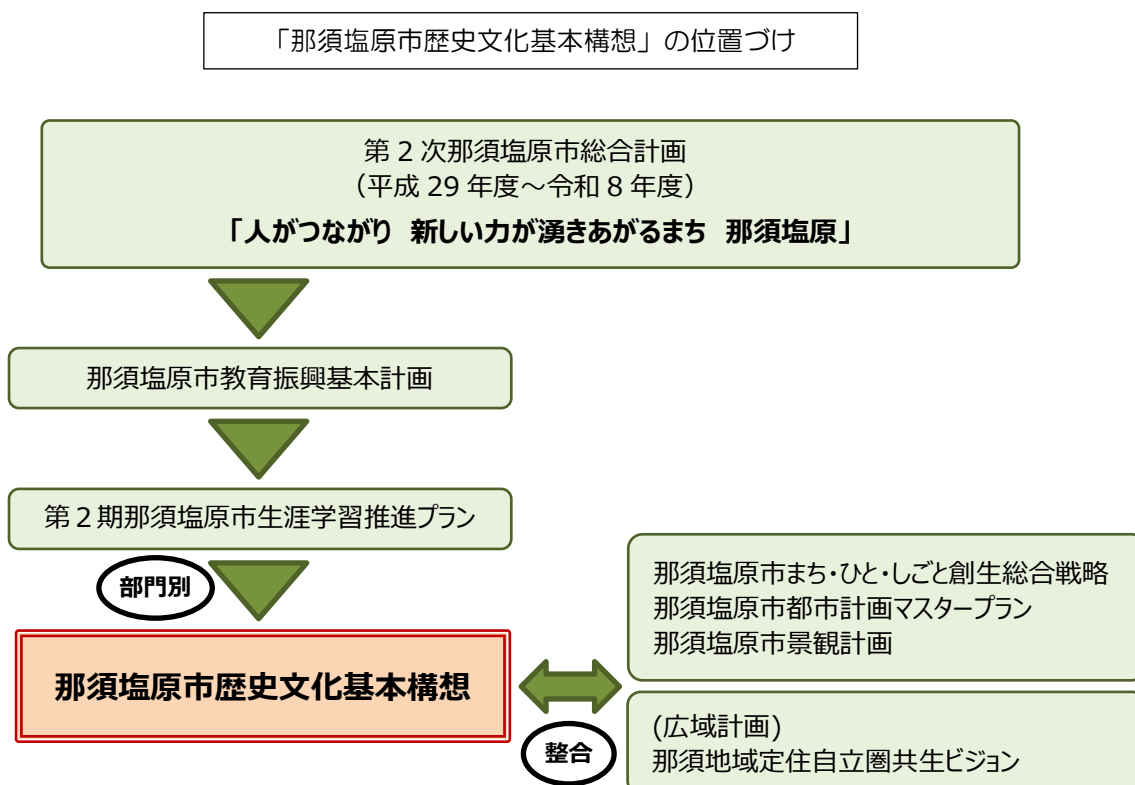 「那須塩原市歴史文化基本構想」の位置づけ
第２次那須塩原市総合計画
（平成 29 年度～令和 8 年度）
「人がつながり　新しい力が湧きあがるまち　那須塩原」
那須塩原市教育振興基本計画
第２期那須塩原市生涯学習推進プラン
部門別
那須塩原市歴史文化基本構想
整合
那須塩原市まち・ひと・しごと創生総合戦略
那須塩原市都市計画マスタープラン
那須塩原市景観計画
(広域計画)
那須地域定住自立圏共生ビジョン